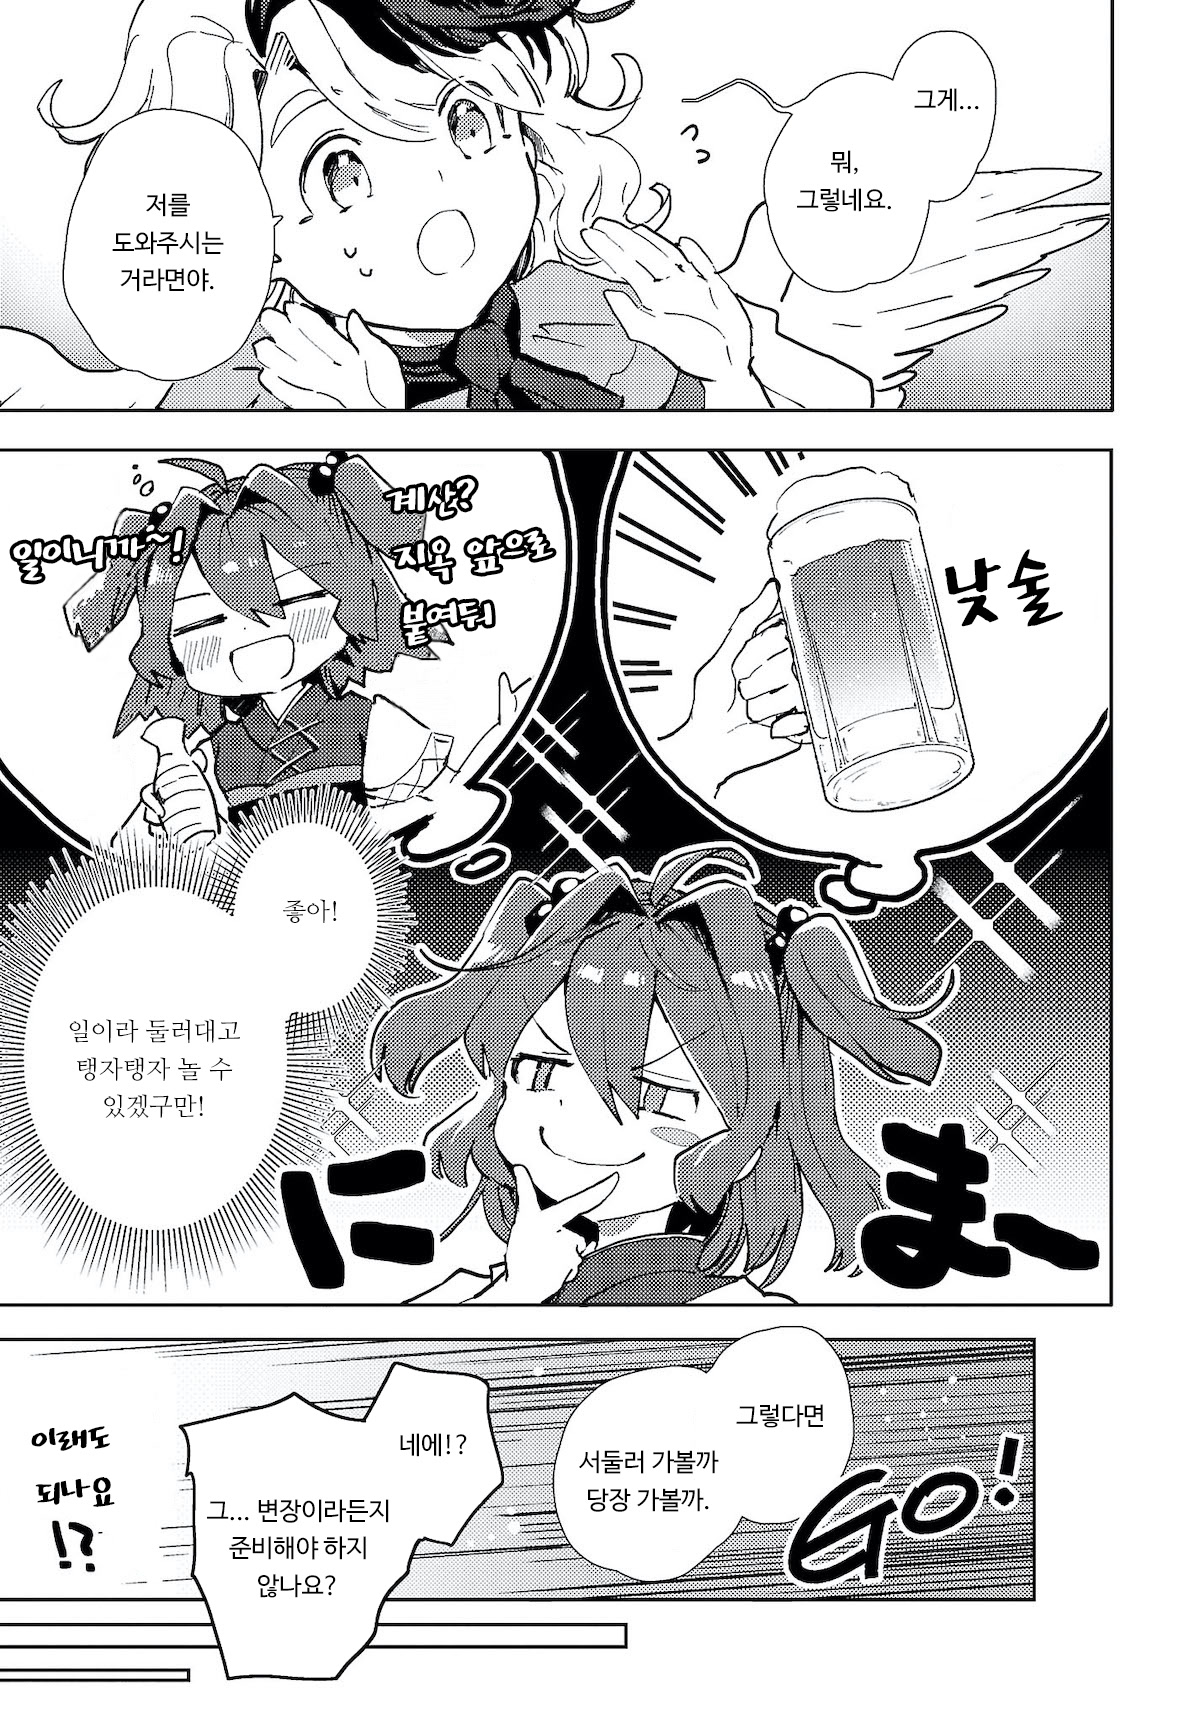 그게...
뭐,
그렇네요.
저를
도와주시는
거라면야.
낮술
계산?
지옥 앞으로
붙여둬
일이니까~!
좋아!
일이라 둘러대고
탱자탱자 놀 수
있겠구만!
にまー
그렇다면
서둘러 가볼까
당장 가볼까.
GO!
네에!?
그... 변장이라든지
준비해야 하지
않나요?
이래도
되나요
!?